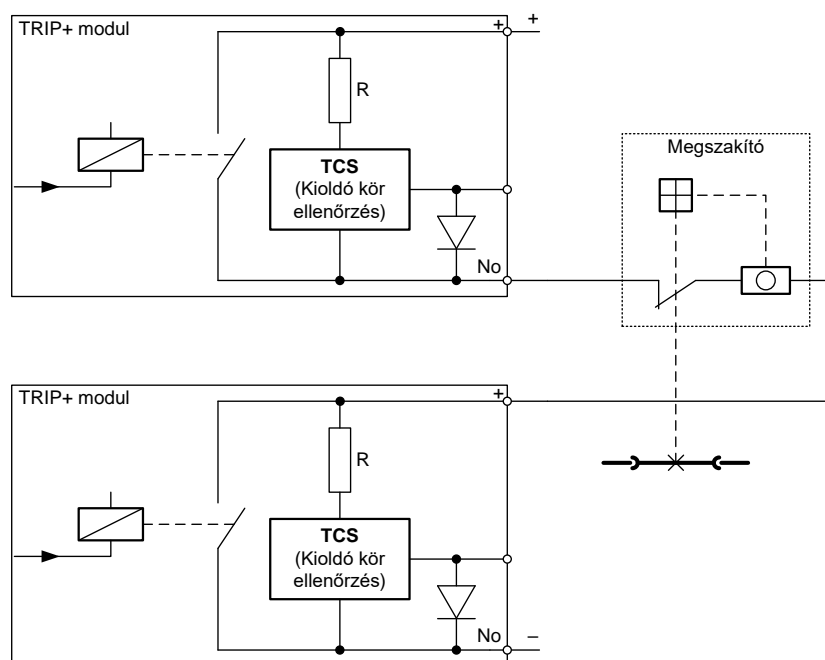 TRIP+ modul
+
+
R
TCS
(Kioldó kör
ellenőrzés)
No
Megszakító
TRIP+ modul
+
R
TCS
(Kioldó kör
ellenőrzés)
No
–